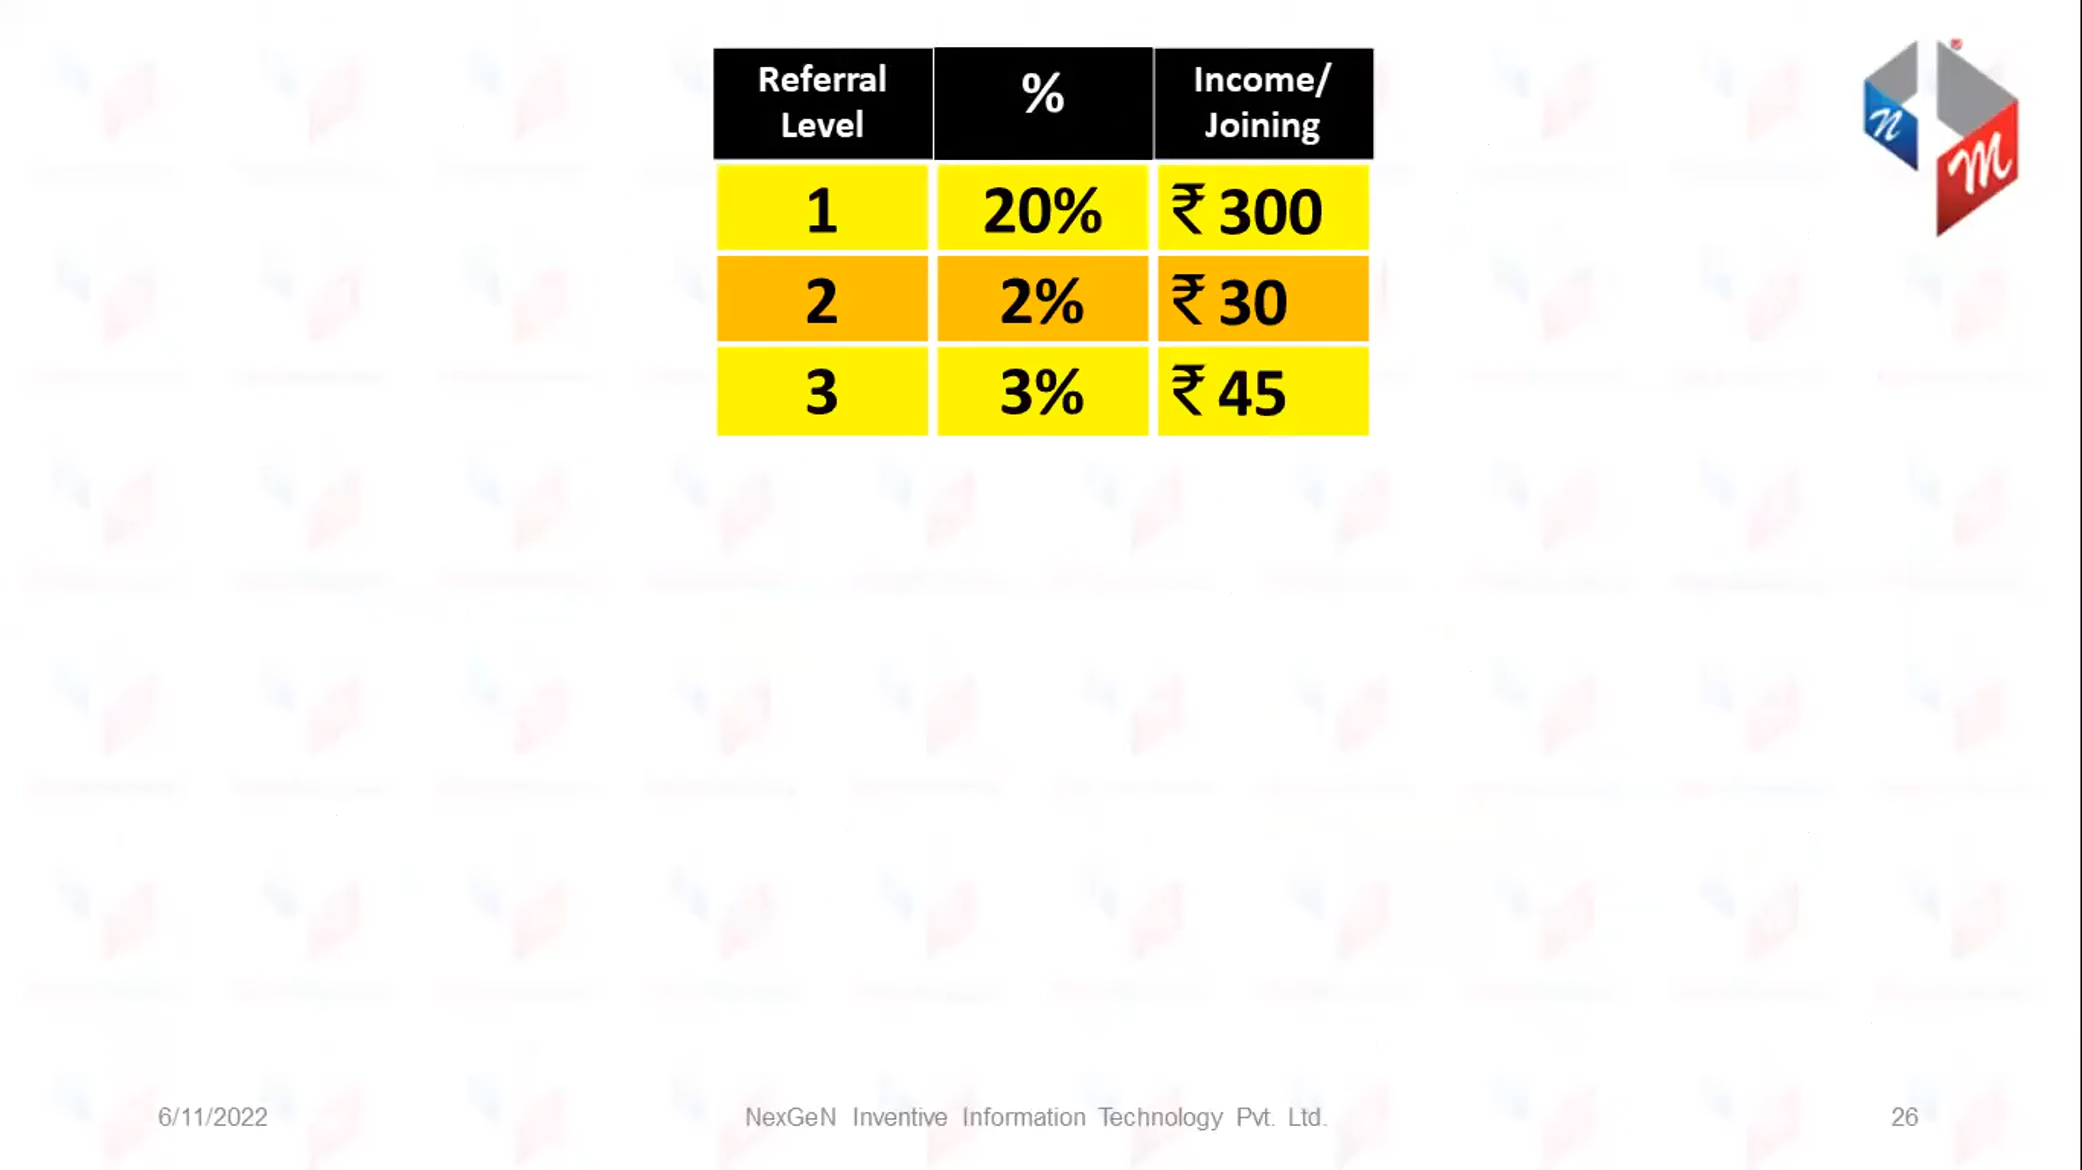 Referral Level % Income/ Joining
1 20% ₹ 300
2 2% ₹ 30
3 3% ₹ 45
n M
6/11/2022 NexGeN Inventive Information Technology Pvt. Ltd. 26